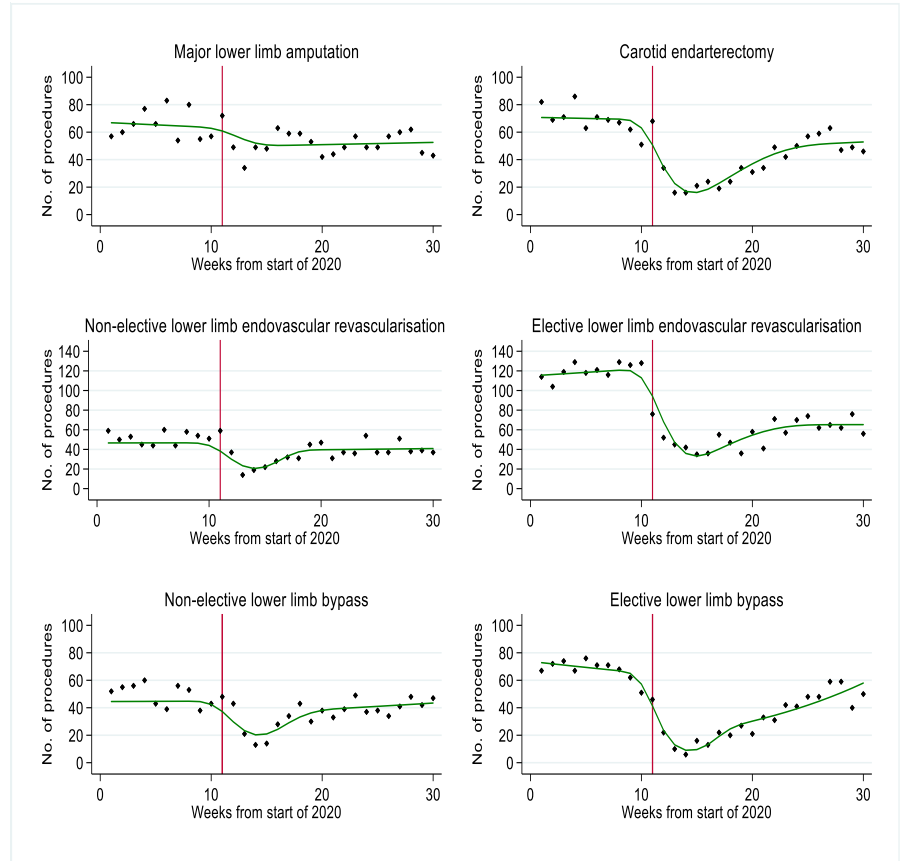 Major lower limb amputation
No. of procedures
100
80
60
40
20
0
0 10 20 30
Weeks from start of 2020
Carotid endarterectomy
No. of procedures
100
80
60
40
20
0
0 10 20 30
Weeks from start of 2020
Non-elective lower limb endovascular revascularisation
No. of procedures
140
120
100
80
60
40
20
0
0 10 20 30
Weeks from start of 2020
Elective lower limb endovascular revascularisation
No. of procedures
140
120
100
80
60
40
20
0
0 10 20 30
Weeks from start of 2020
Non-elective lower limb bypass
No. of procedures
100
80
60
40
20
0
0 10 20 30
Weeks from start of 2020
Elective lower limb bypass
No. of procedures
100
80
60
40
20
0
0 10 20 30
Weeks from start of 2020